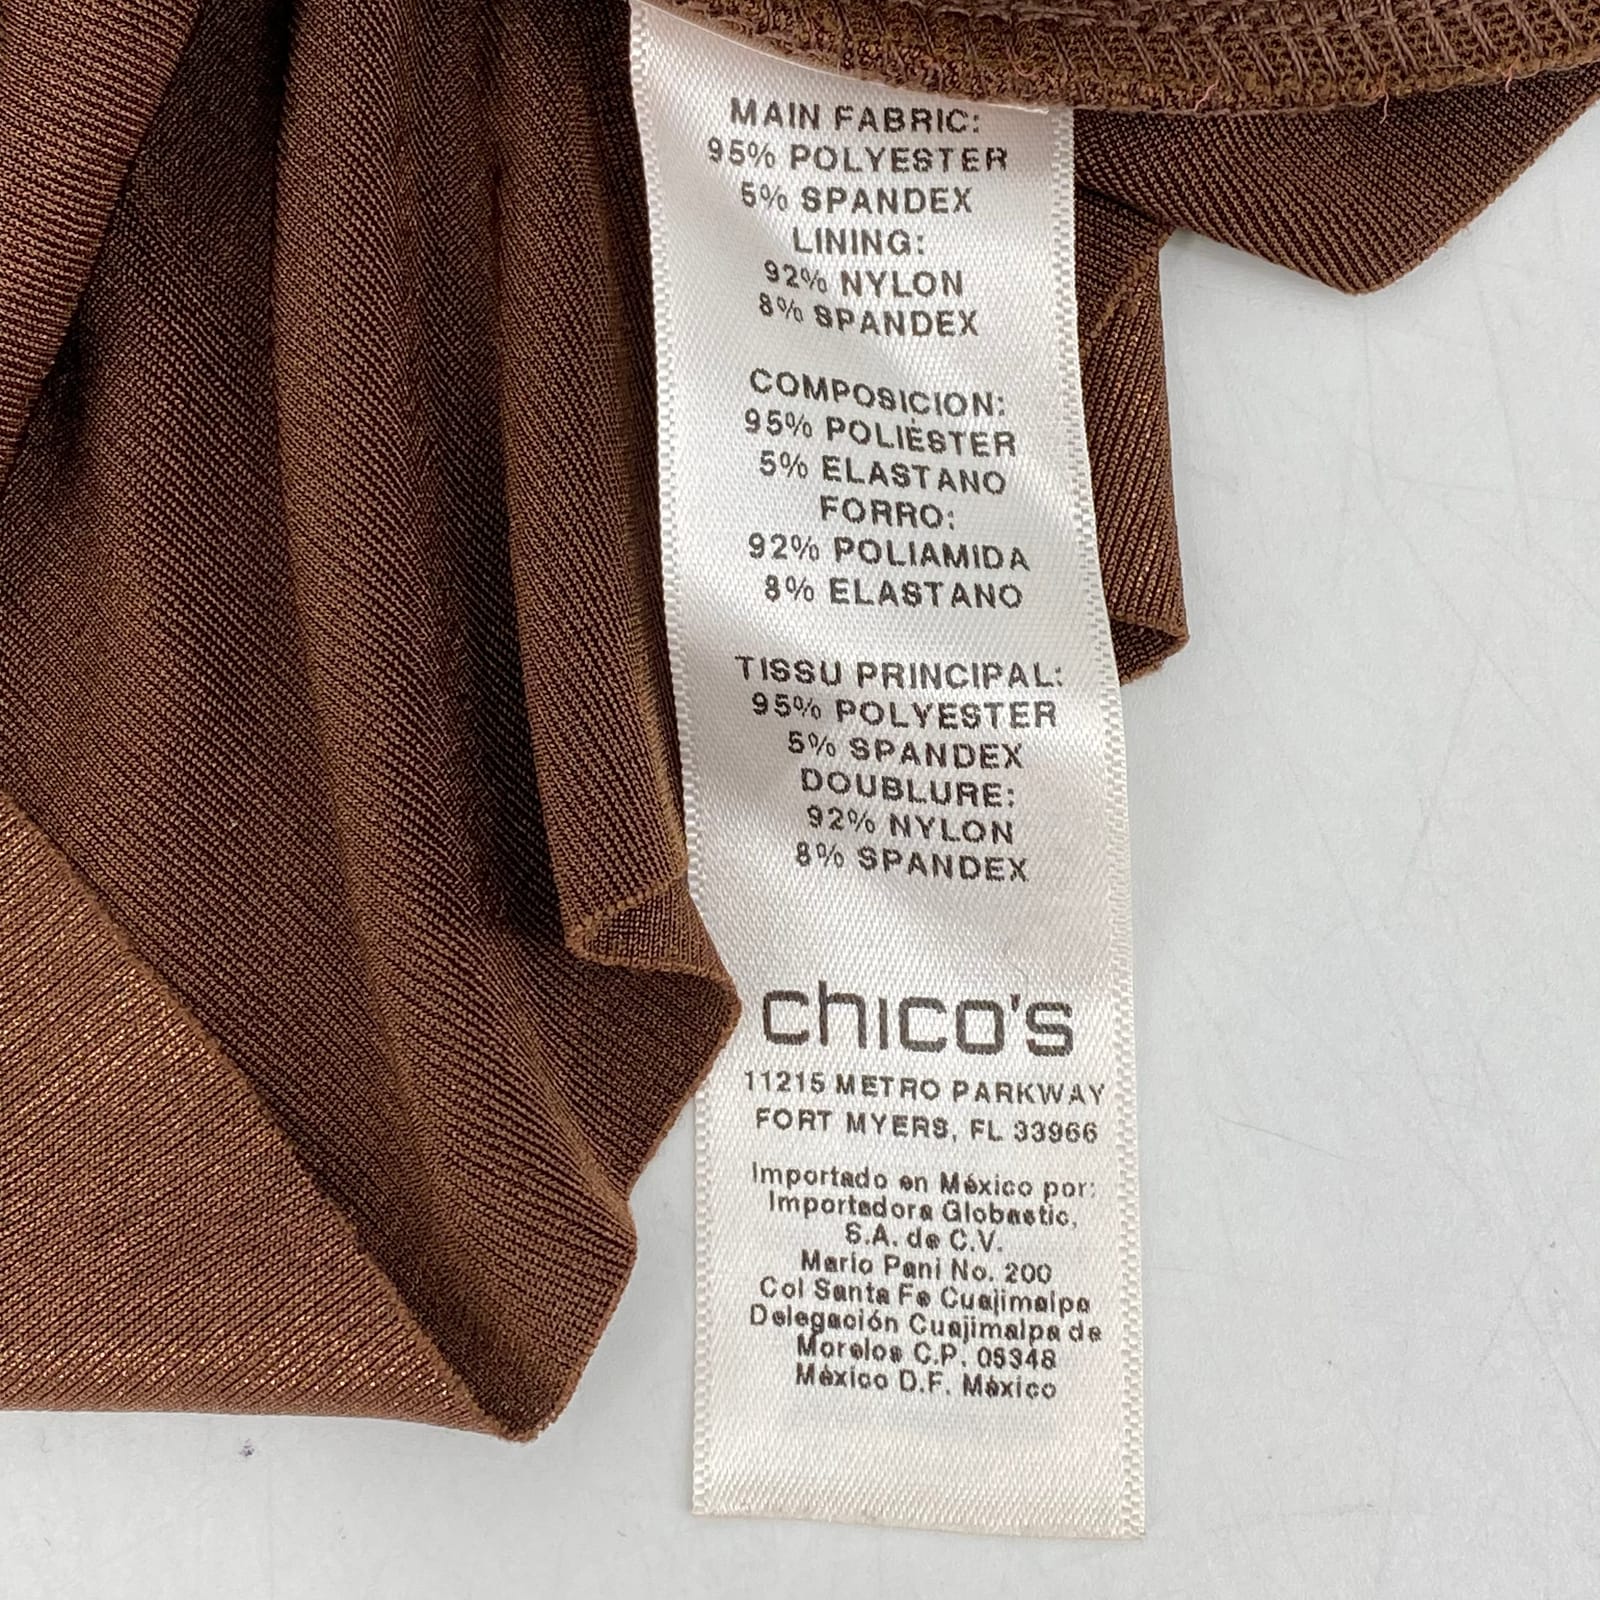 MAIN FABRIC:
95% POLYESTER
5% SPANDEX
LINING:
92% NYLON
8% SPANDEX
COMPOSICION:
95% POLIÉSTER
5% ELASTANO
FORRO:
92% POLIAMIDA
8% ELASTANO
TISSU PRINCIPAL:
95% POLYESTER
5% SPANDEX
DOUBLURE:
92% NYLON
8% SPANDEX
chico's
11215 METRO PARKWAY
FORT MYERS, FL 33966
Importado en México por:
Importadora Globastic,
S.A. de C.V.
Mario Pani No. 200
Col Santa Fe Cuajimalpa
Delegación Cuajimalpa de
Morelos C.P. 05348
México D.F. México